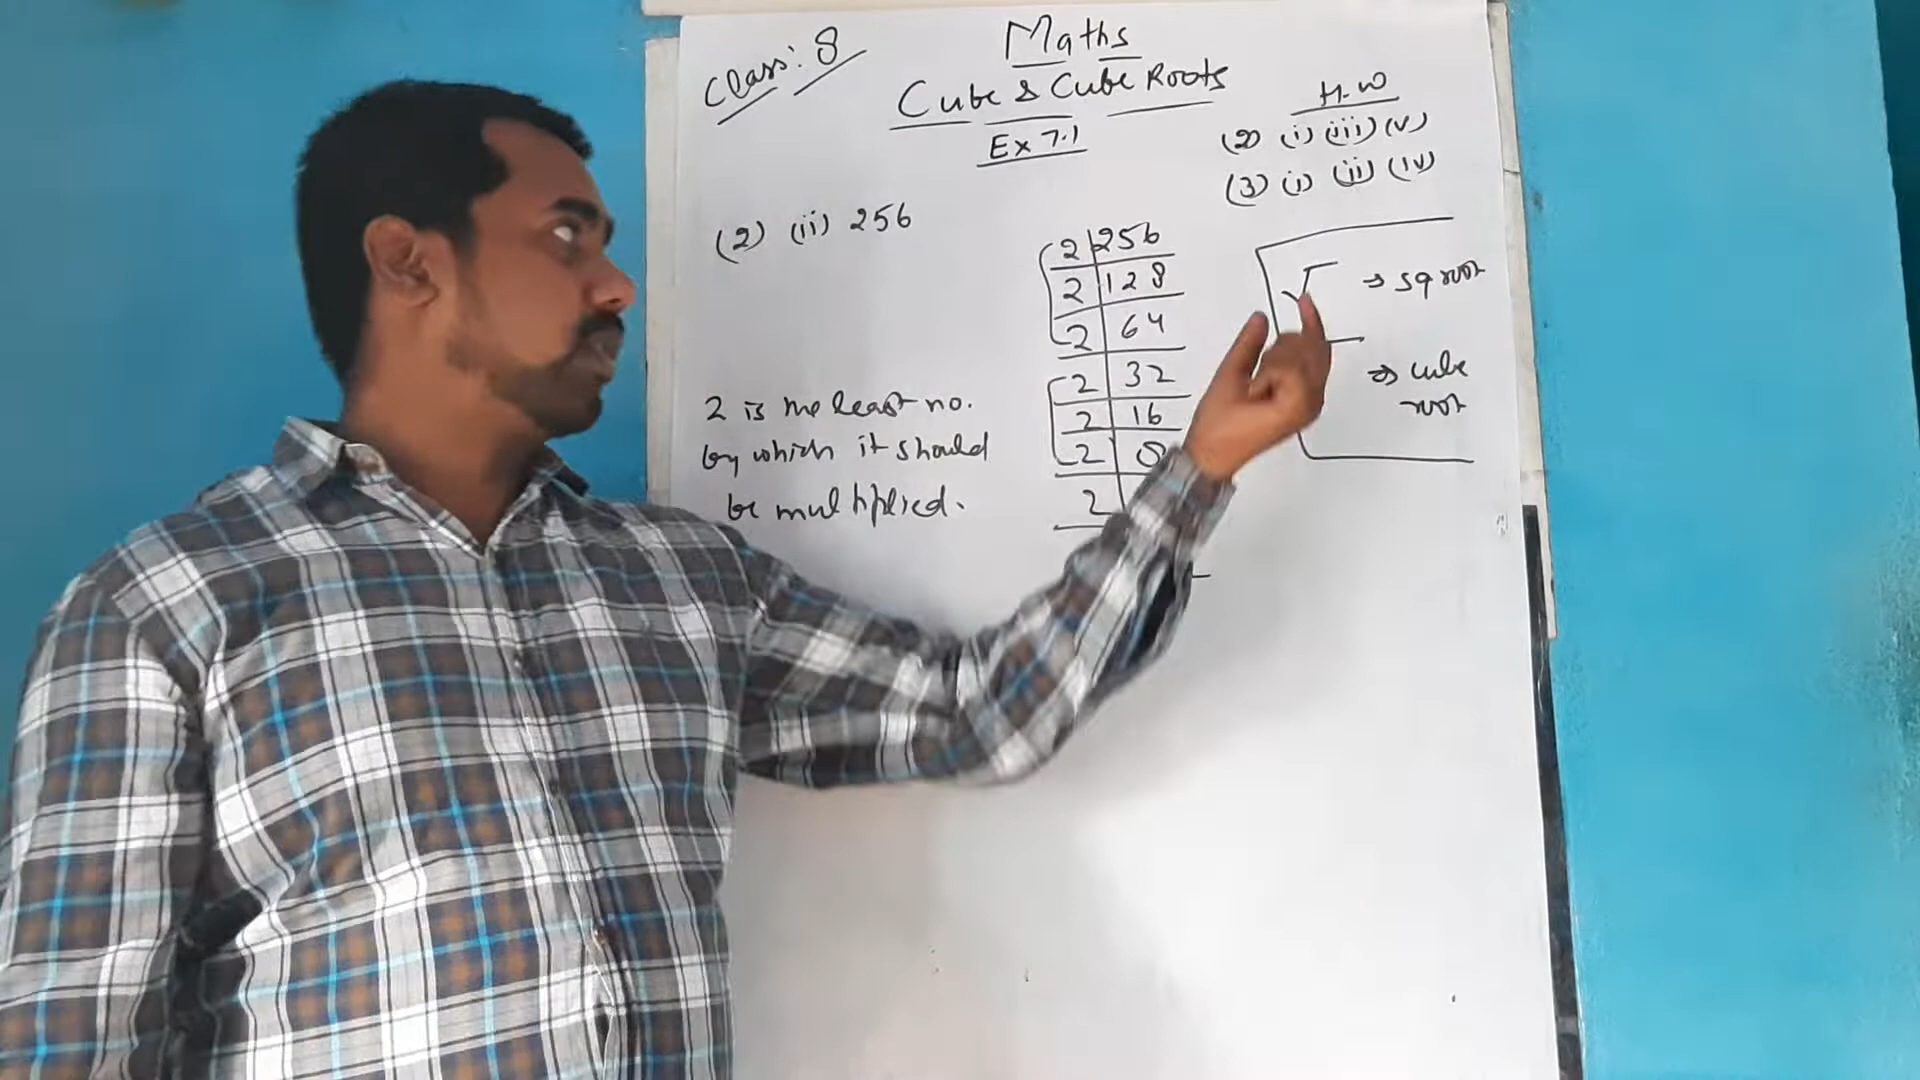 Class: 8
Maths
Cube & Cube Roots
Ex 7.1
H.W
(2) (i) (iii) (v)
(3) (i) (ii) (iv)
(2) (ii) 256
2 256
2 128
2 64
2 32
2 16
2 8
2
√ → sq root
→ cube
root
2 is the least no.
by which it should
be multiplied.